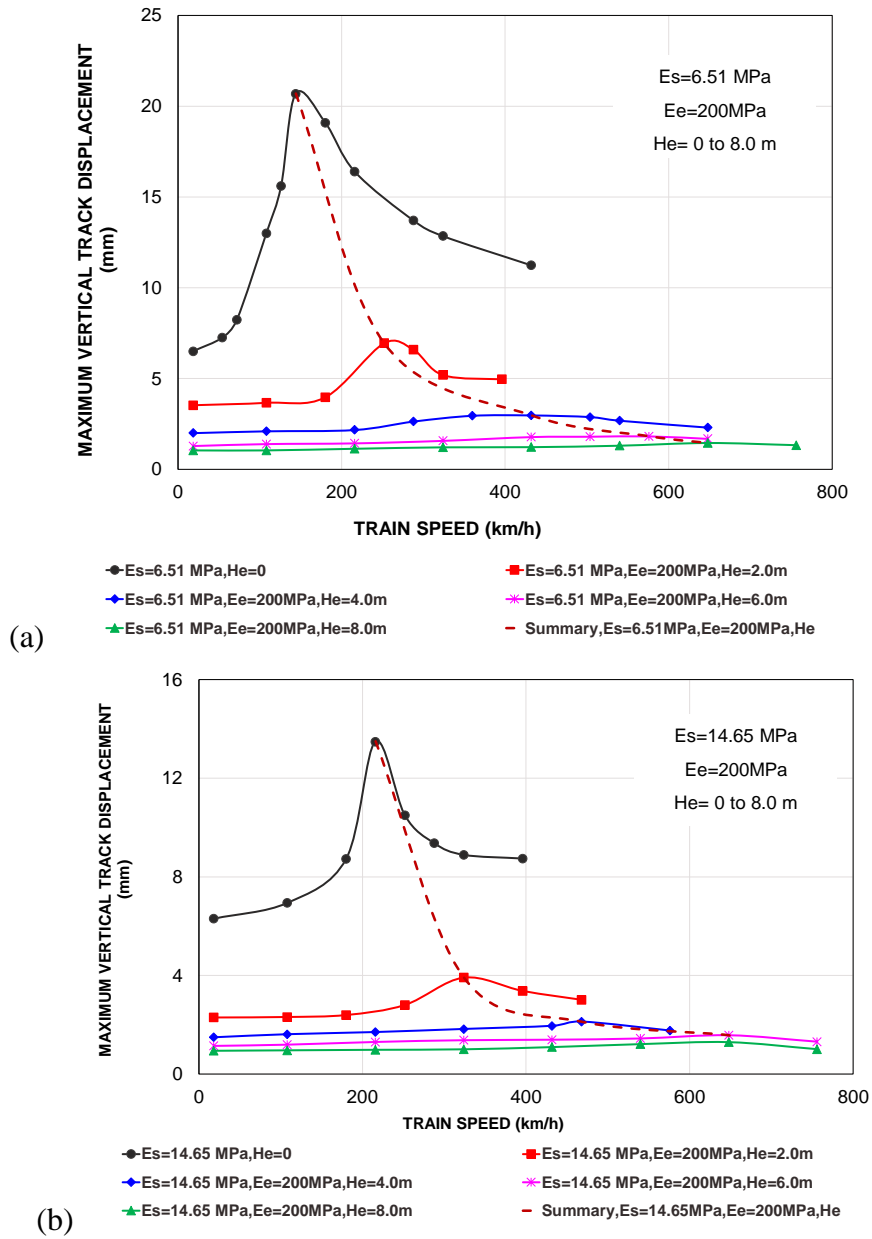 25
20
15
10
5
0
MAXIMUM VERTICAL TRACK DISPLACEMENT
(mm)
Es=6.51 MPa
Ee=200MPa
He= 0 to 8.0 m
0 200 400 600 800
TRAIN SPEED (km/h)
Es=6.51 MPa,He=0 Es=6.51 MPa,Ee=200MPa,He=2.0m
Es=6.51 MPa,Ee=200MPa,He=4.0m Es=6.51 MPa,Ee=200MPa,He=6.0m
Es=6.51 MPa,Ee=200MPa,He=8.0m Summary,Es=6.51MPa,Ee=200MPa,He
(a)
16
12
8
4
0
MAXIMUM VERTICAL TRACK DISPLACEMENT
(mm)
Es=14.65 MPa
Ee=200MPa
He= 0 to 8.0 m
0 200 400 600 800
TRAIN SPEED (km/h)
Es=14.65 MPa,He=0 Es=14.65 MPa,Ee=200MPa,He=2.0m
Es=14.65 MPa,Ee=200MPa,He=4.0m Es=14.65 MPa,Ee=200MPa,He=6.0m
Es=14.65 MPa,Ee=200MPa,He=8.0m Summary,Es=14.65MPa,Ee=200MPa,He
(b)